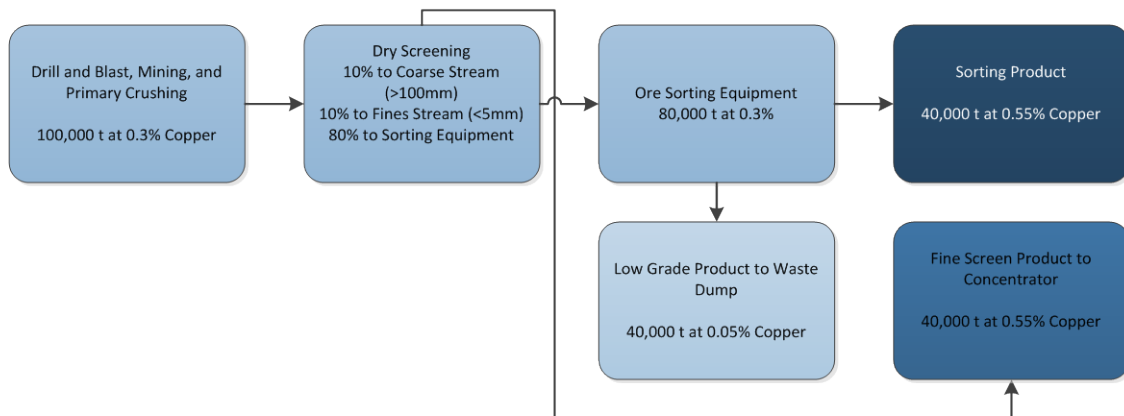 Drill and Blast, Mining, and
Primary Crushing
100,000 t at 0.3% Copper
Dry Screening
10% to Coarse Stream
(>100mm)
10% to Fines Stream (<5mm)
80% to Sorting Equipment
Ore Sorting Equipment
80,000 t at 0.3%
Sorting Product
40,000 t at 0.55% Copper
Low Grade Product to Waste
Dump
40,000 t at 0.05% Copper
Fine Screen Product to
Concentrator
40,000 t at 0.55% Copper